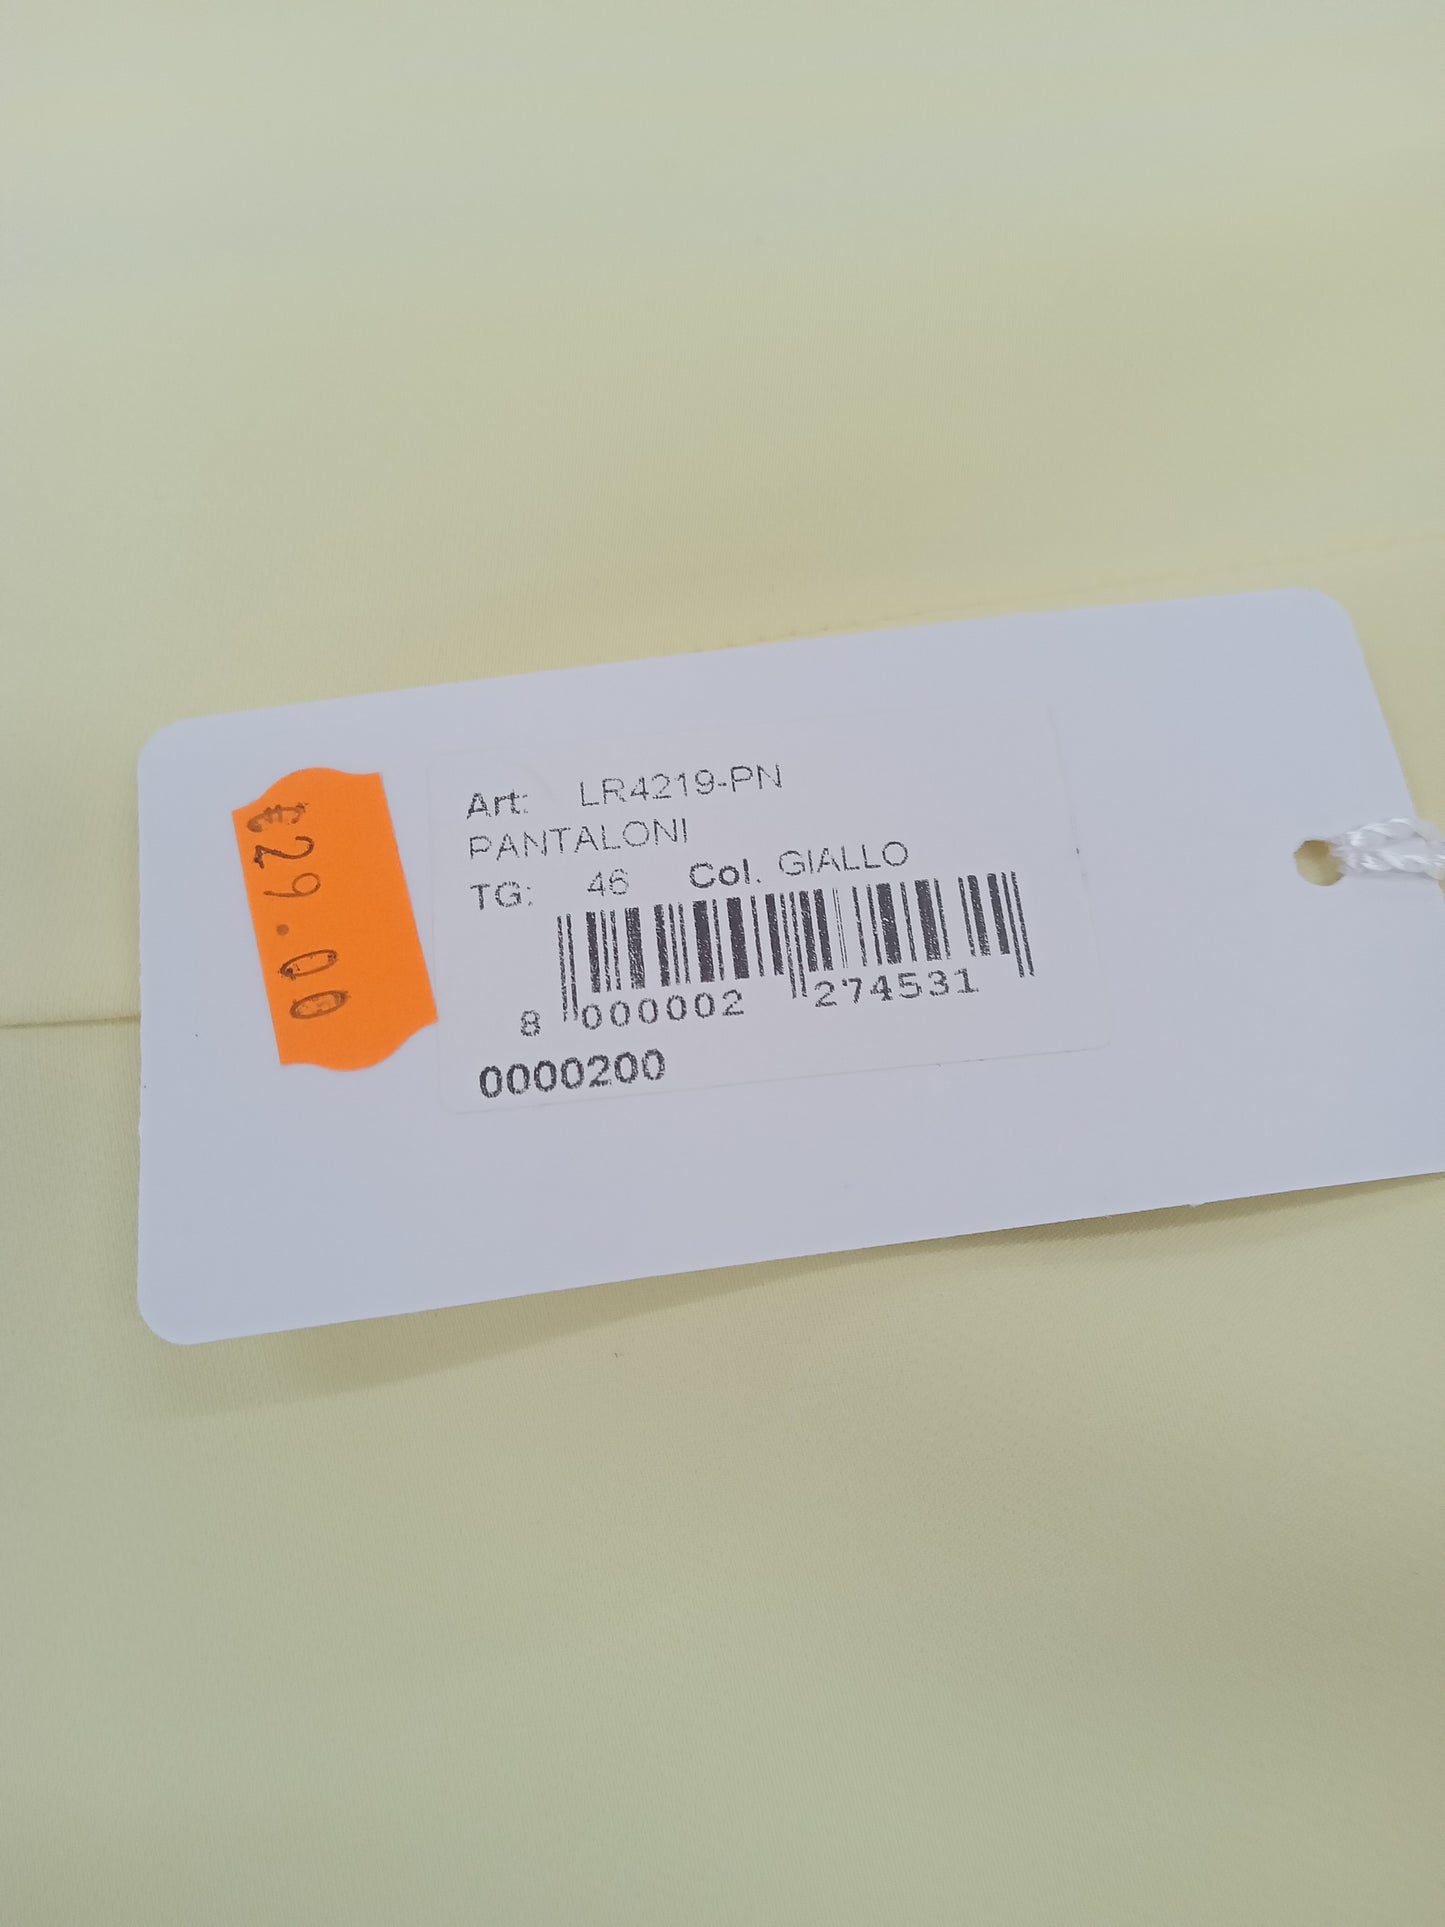 €29.00
Art: LR4219-PN
PANTALONI
TG: 46 Col. GIALLO
8 000002 274531
0000200